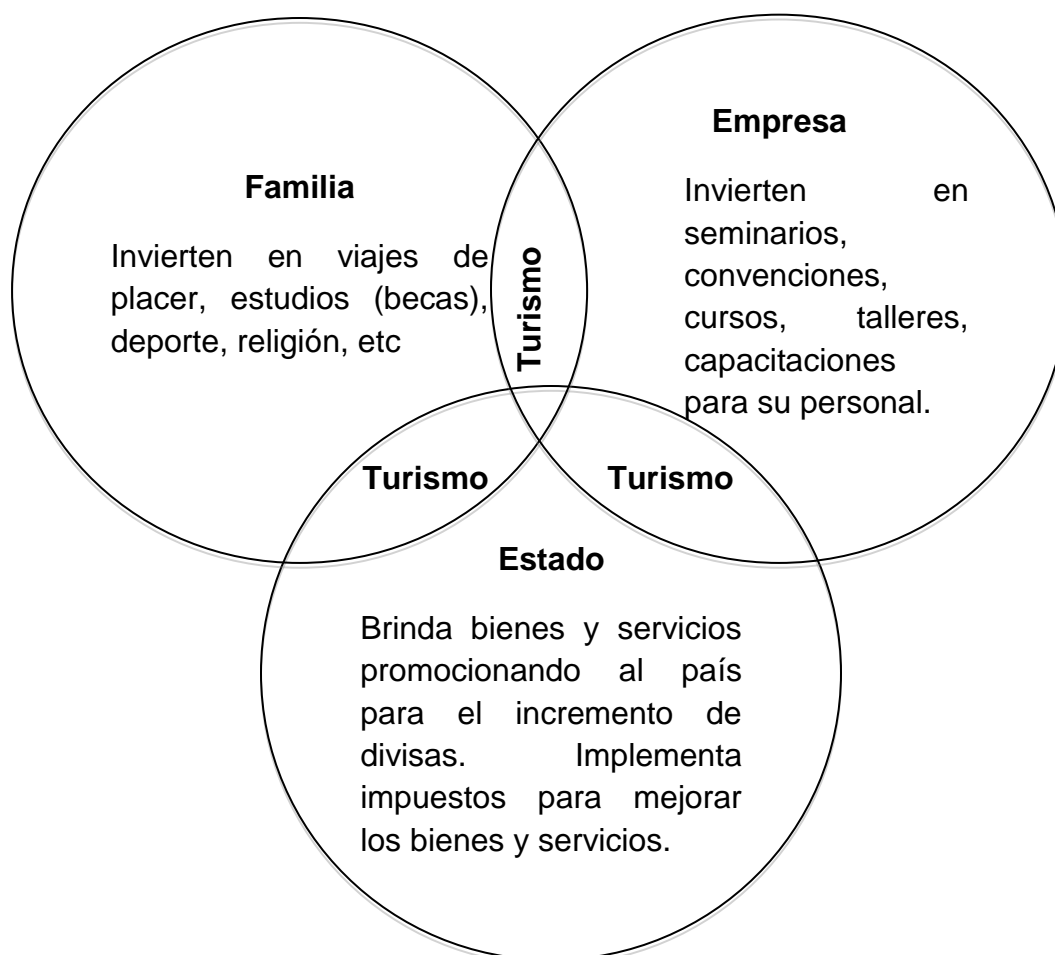 Familia
Invierten en viajes de
placer, estudios (becas),
deporte, religión, etc
Turismo
Empresa
Invierten en
seminarios,
convenciones,
cursos, talleres,
capacitaciones
para su personal.
Turismo
Turismo
Estado
Brinda bienes y servicios
promocionando al país
para el incremento de
divisas. Implementa
impuestos para mejorar
los bienes y servicios.